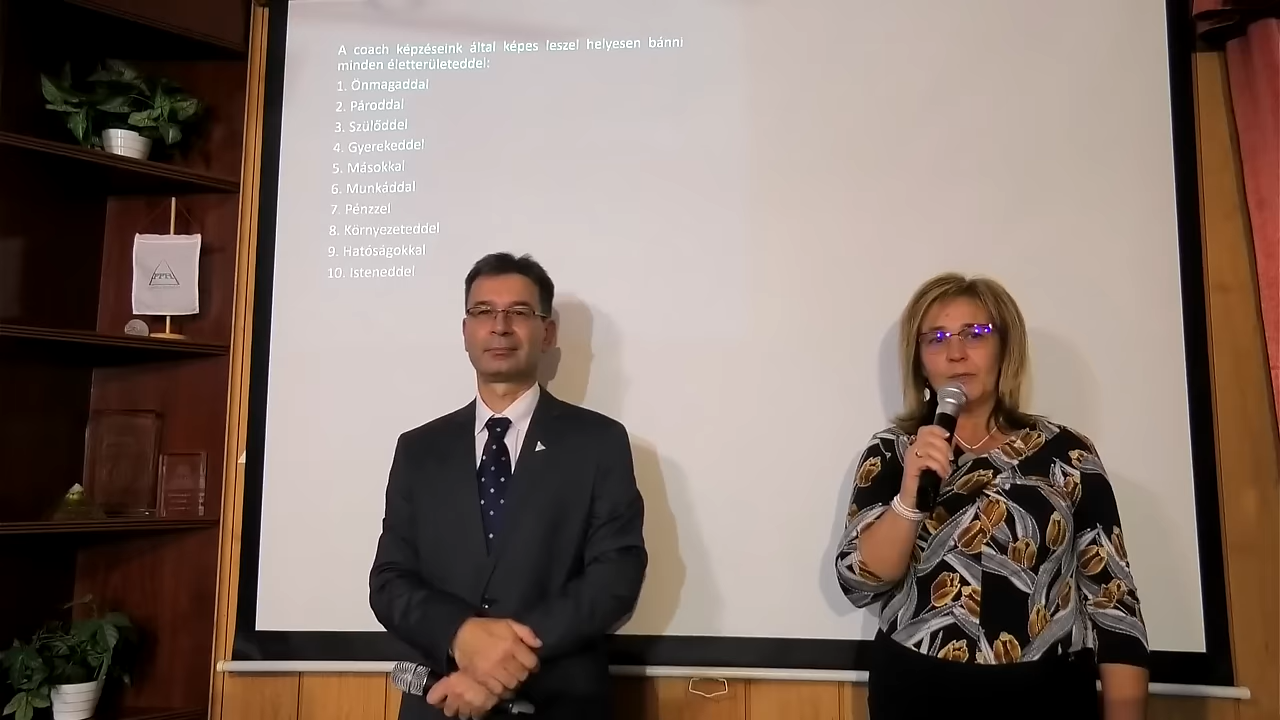 A coach képzéseink által képes leszel helyesen bánni
minden életterületeddel:
1. Önmagaddal
2. Pároddal
3. Szülőddel
4. Gyerekeddel
5. Másokkal
6. Munkáddal
7. Pénzzel
8. Környezeteddel
9. Hatóságokkal
10. Isteneddel